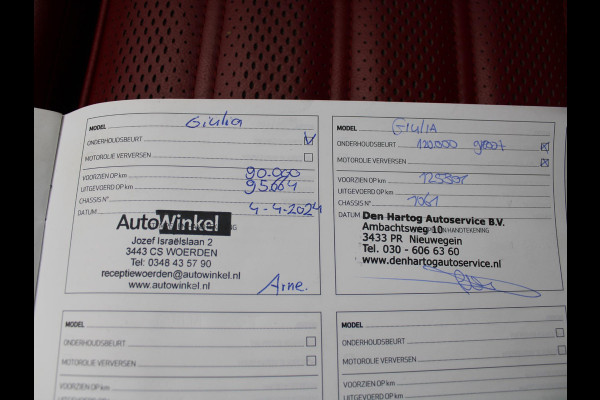 MODEL Giulia
ONDERHOUDSBEURT
MOTOROLIE VERVERSEN
VOORZIEN OP km 90.000
UITGEVOERD OP km 95.664
CHASSIS N°
DATUM 4-4-2024
AutoWinkel
Jozef Israëlslaan 2
3443 CS WOERDEN
Tel: 0348 43 57 90
receptiewoerden@autowinkel.nl
www.autowinkel.nl
Arne.
MODEL GIULIA
ONDERHOUDSBEURT 120.000 groot
MOTOROLIE VERVERSEN
VOORZIEN OP km
UITGEVOERD OP km
CHASSIS N° 7061
DATUM
Den Hartog Autoservice B.V.
Ambachtsweg 10
3433 PR Nieuwegein
Tel. 030 - 606 63 60
www.denhartogautoservice.nl
MODEL
ONDERHOUDSBEURT
MOTOROLIE VERVERSEN
VOORZIEN OP km
UITGEVOERD OP km
MODEL
ONDERHOUDSBEURT
MOTOROLIE VERVERSEN
VOORZIEN OP km
UITGEVOERD OP km